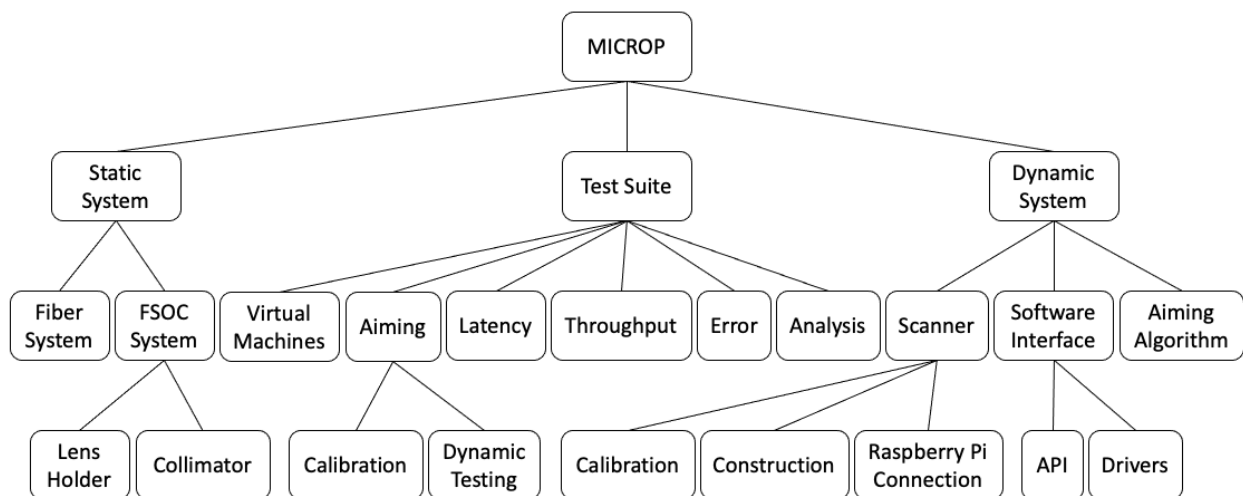 MICROP
Static
System
Test Suite
Dynamic
System
Fiber
System
FSOC
System
Virtual
Machines
Aiming
Latency
Throughput
Error
Analysis
Scanner
Software
Interface
Aiming
Algorithm
Lens
Holder
Collimator
Calibration
Dynamic
Testing
Calibration
Construction
Raspberry Pi
Connection
API
Drivers